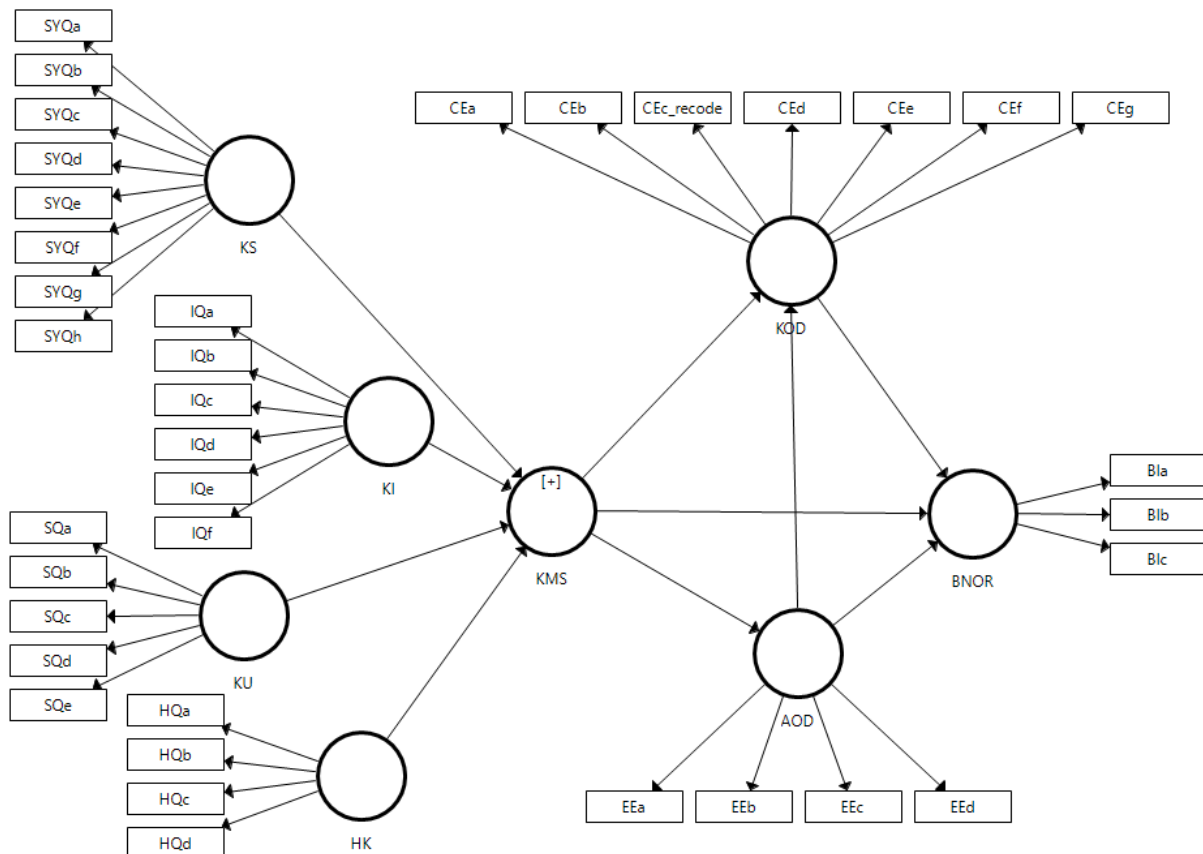 SYQa
SYQb
SYQc
SYQd
SYQe
SYQf
SYQg
SYQh
KS
CEa
CEb
CEc_recode
CEd
CEe
CEf
CEg
KOD
IQa
IQb
IQc
IQd
IQe
IQf
KI
[+]
KMS
BIa
BIb
BIc
BNOR
SQa
SQb
SQc
SQd
SQe
KU
HQa
HQb
HQc
HQd
HK
AOD
EEa
EEb
EEc
EEd